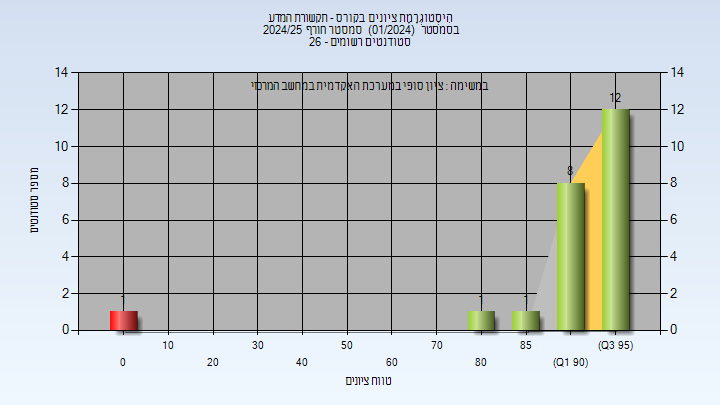 היסטוגרמת ציונים בקורס - תקשורת המדע
בסמסטר (01/2024) סמסטר חורף 2024/25
סטודנטים רשומים - 26
במשימה : ציון סופי במערכת האקדמית במחשב המרכזי
14 14
12 12
10 10
8 8
6 6
4 4
2 2
0 0
1 1 1 8 12
מספר סטודנטים
10 30 50 70 85 (Q3 95)
0 20 40 60 80 (Q1 90)
טווח ציונים